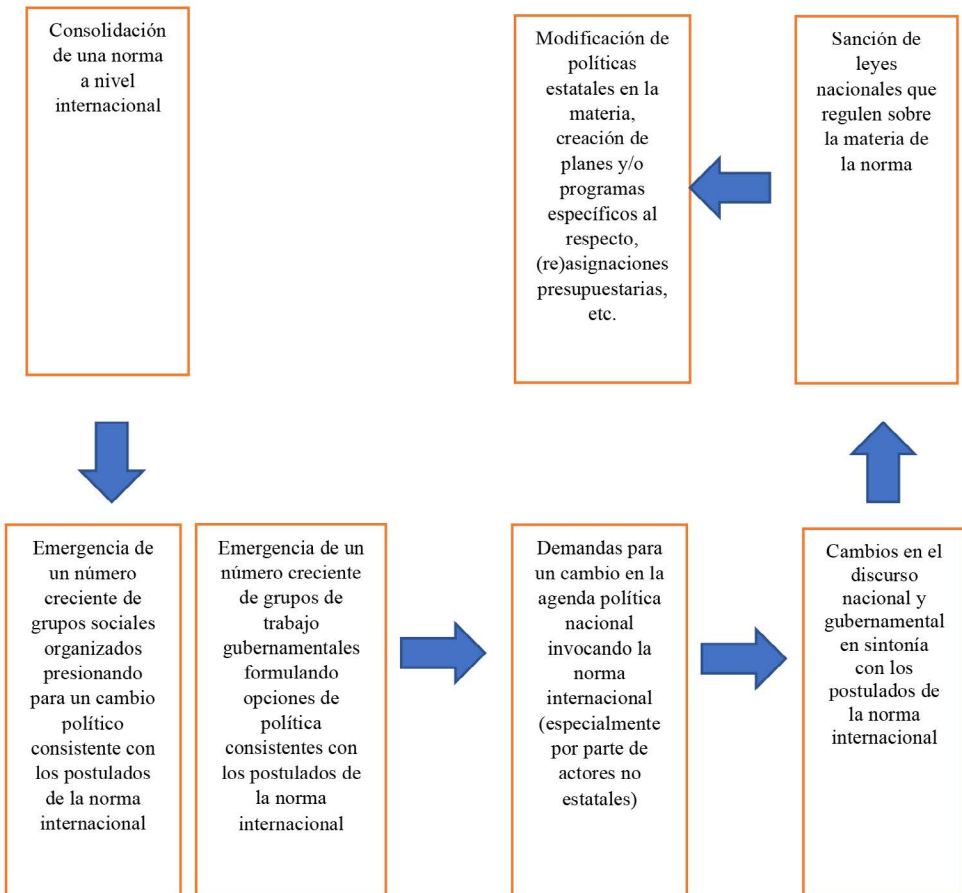 Consolidación
de una norma
a nivel
internacional
Emergencia de
un número
creciente de
grupos sociales
organizados
presionando
para un cambio
político
consistente con
los postulados
de la norma
internacional
Emergencia de un
número creciente
de grupos de
trabajo
gubernamentales
formulando
opciones de
política
consistentes con
los postulados de
la norma
internacional
Demandas para
un cambio en la
agenda política
nacional
invocando la
norma
internacional
(especialmente
por parte de
actores no
estatales)
Cambios en el
discurso
nacional y
gubernamental
en sintonía
con los
postulados de
la norma
internacional
Sanción de
leyes
nacionales que
regulen sobre
la materia de
la norma
Modificación de
políticas
estatales en la
materia,
creación de
planes y/o
programas
específicos al
respecto,
(re)asignaciones
presupuestarias,
etc.